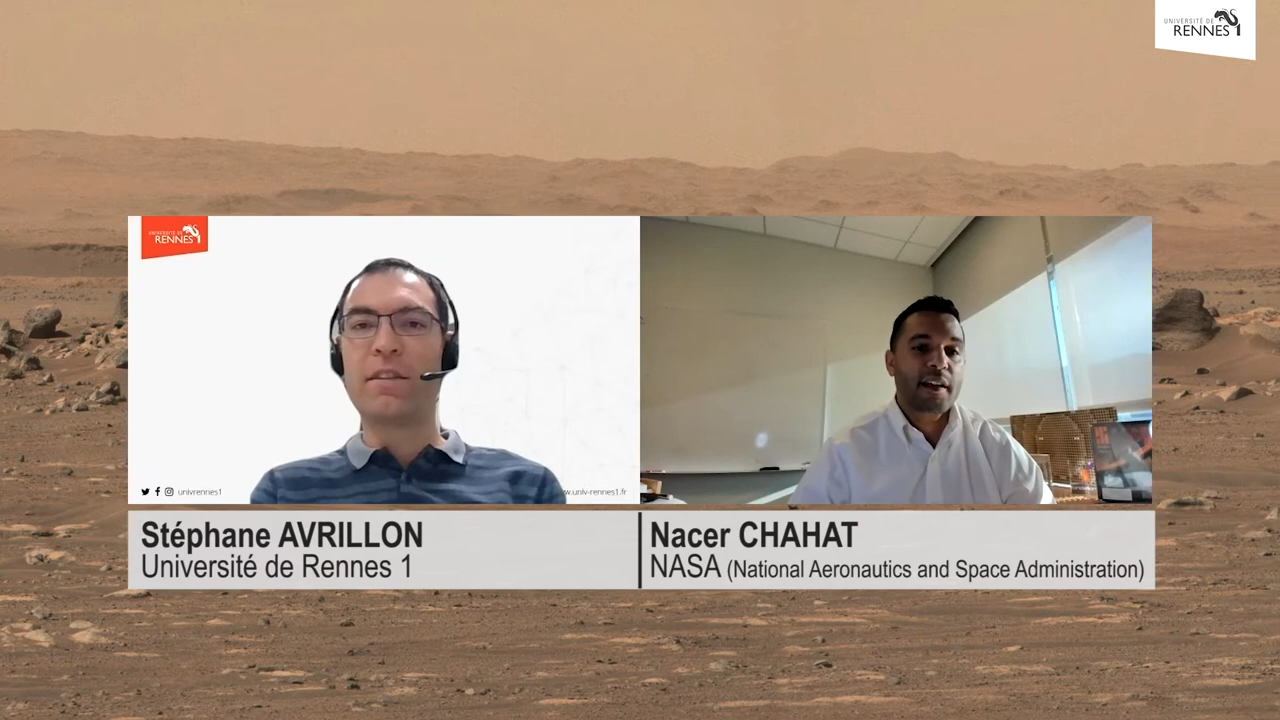 UNIVERSITÉ DE
RENNES 1
UNIVERSITÉ DE
RENNES 1
univrennes1
w.univ-rennes1.fr
Stéphane AVRILLON
Université de Rennes 1
Nacer CHAHAT
NASA (National Aeronautics and Space Administration)